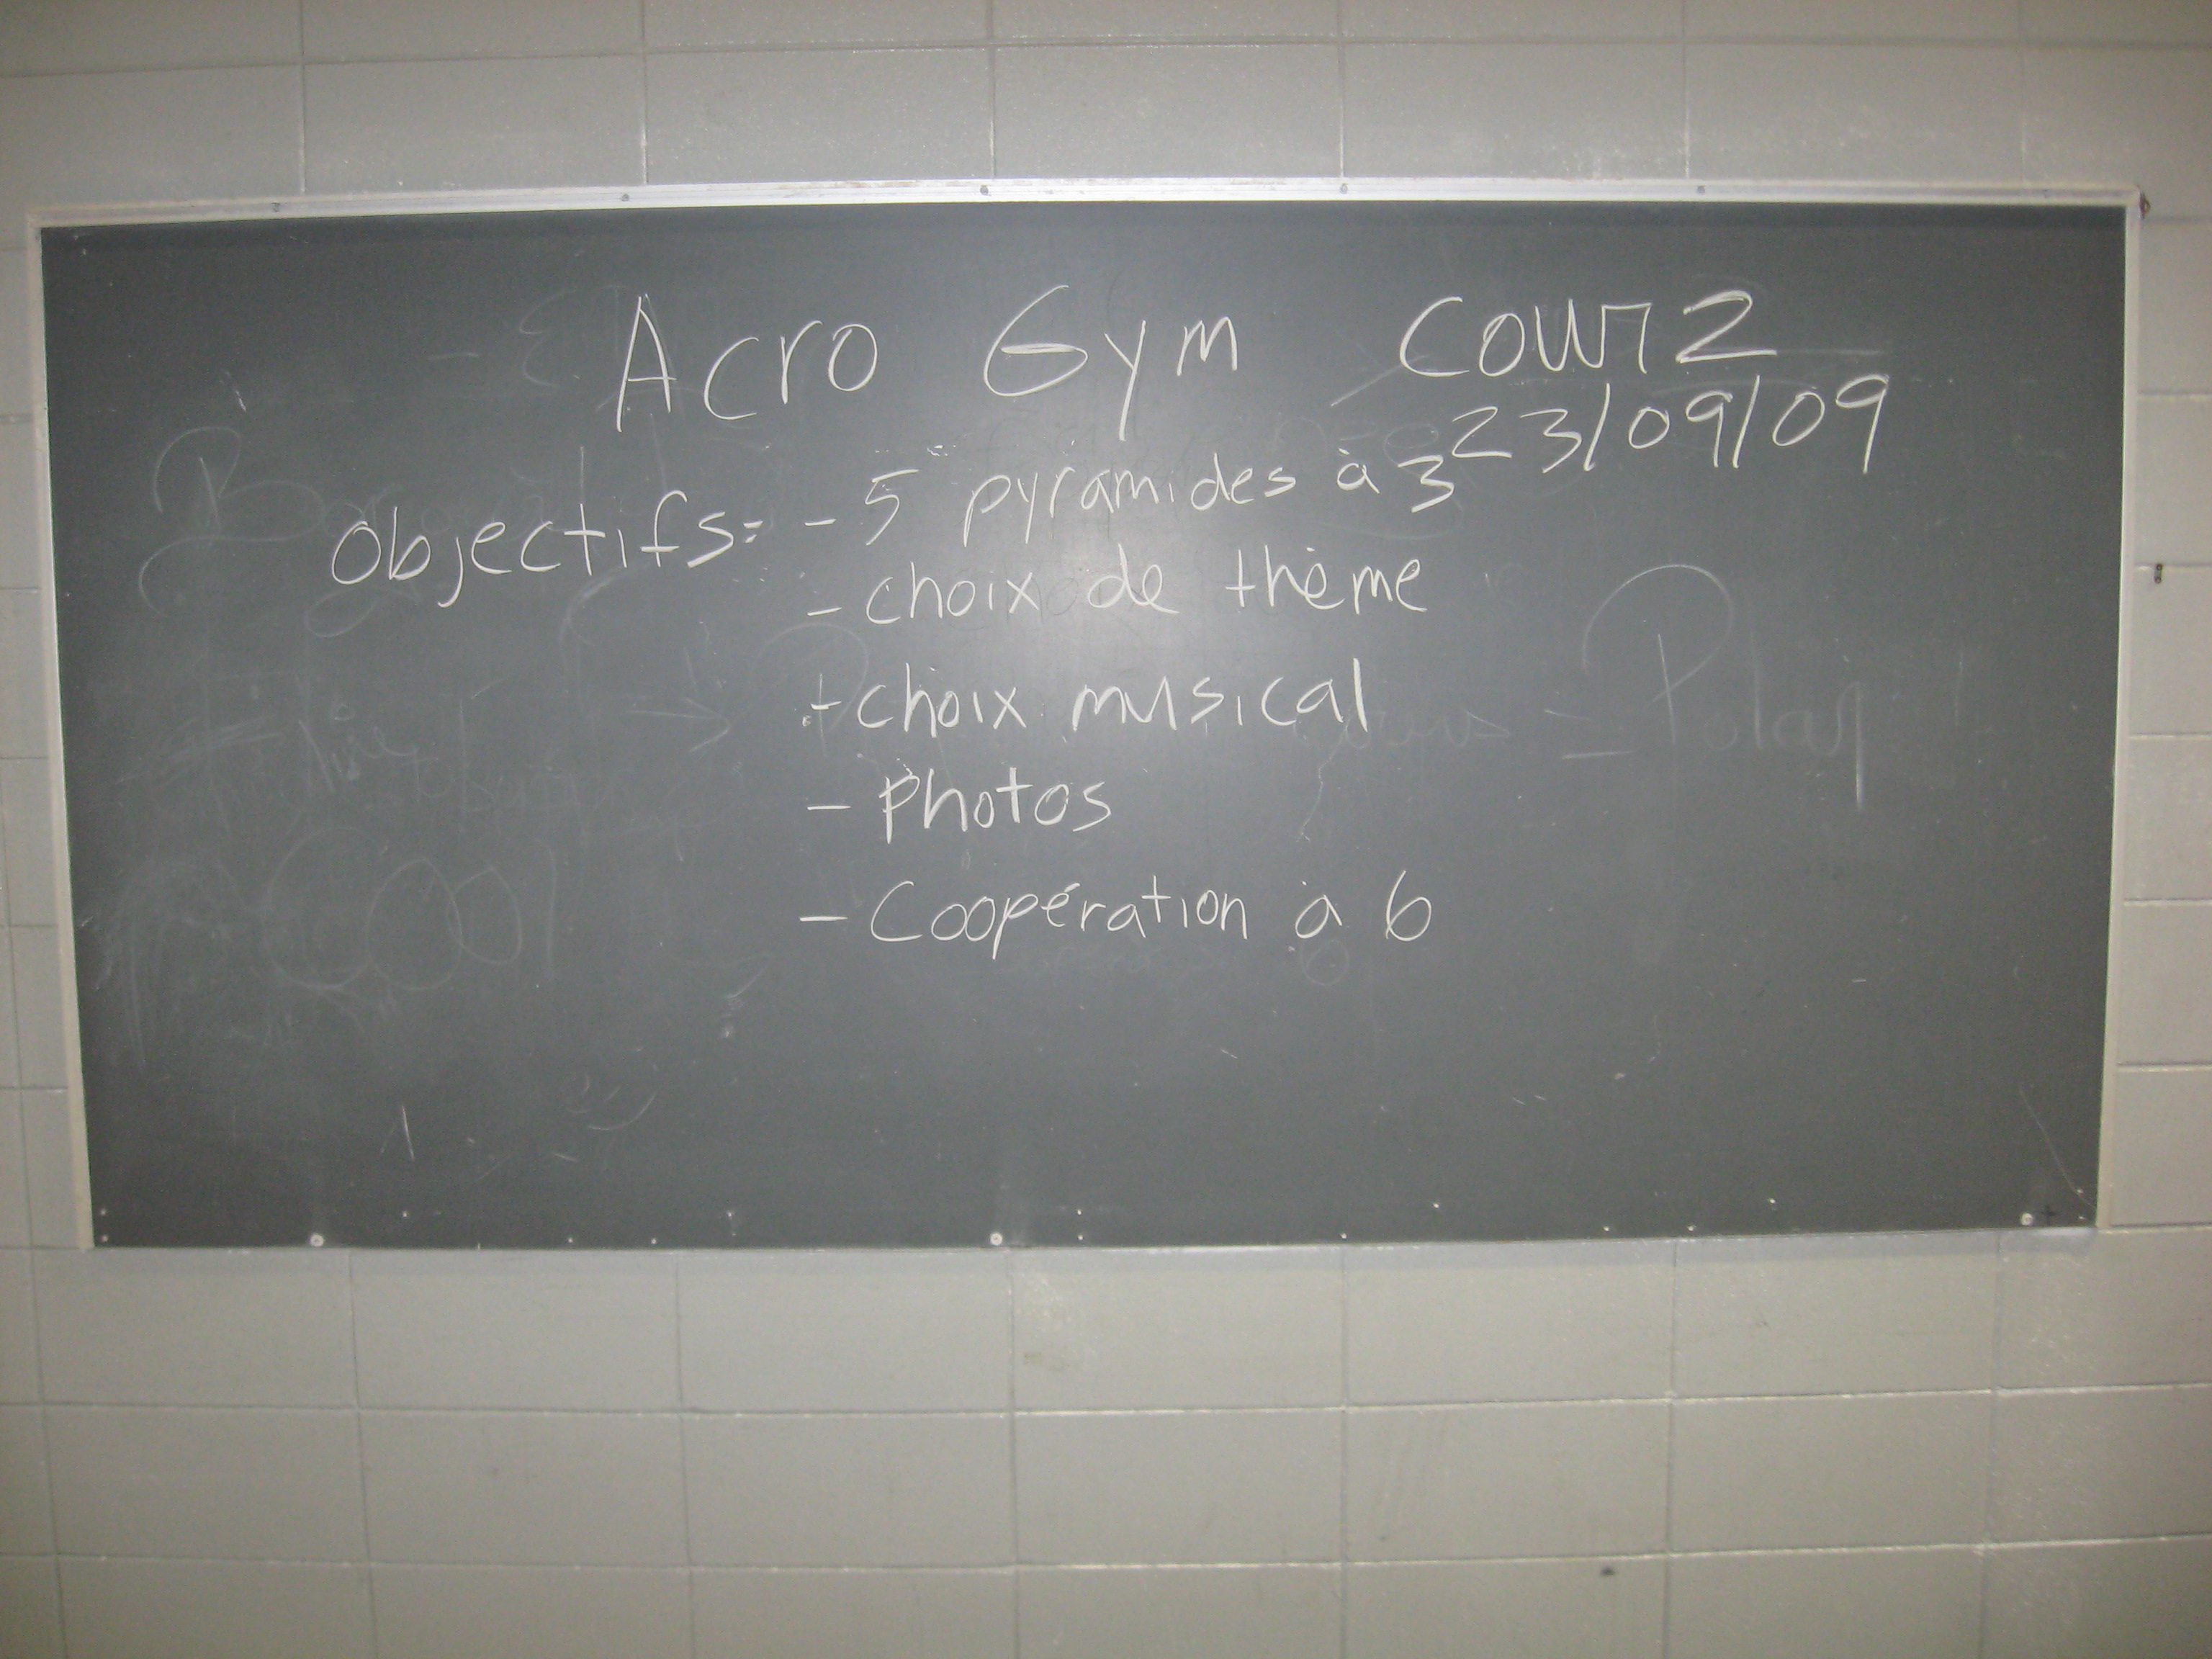 Acro Gym Cour 2
23/09/09
Objectifs: - 5 pyramides à 3
- choix de thème
+ choix musical
- Photos
- Coopération à 6